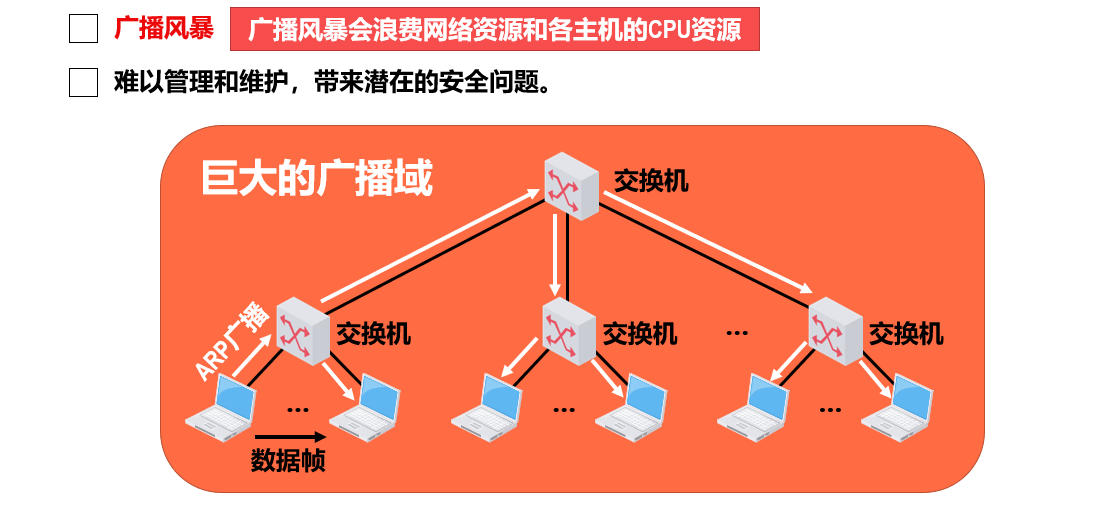 广播风暴
广播风暴会浪费网络资源和各主机的CPU资源
难以管理和维护，带来潜在的安全问题。
巨大的广播域
交换机
ARP广播
交换机
交换机
…
交换机
…
…
…
数据帧